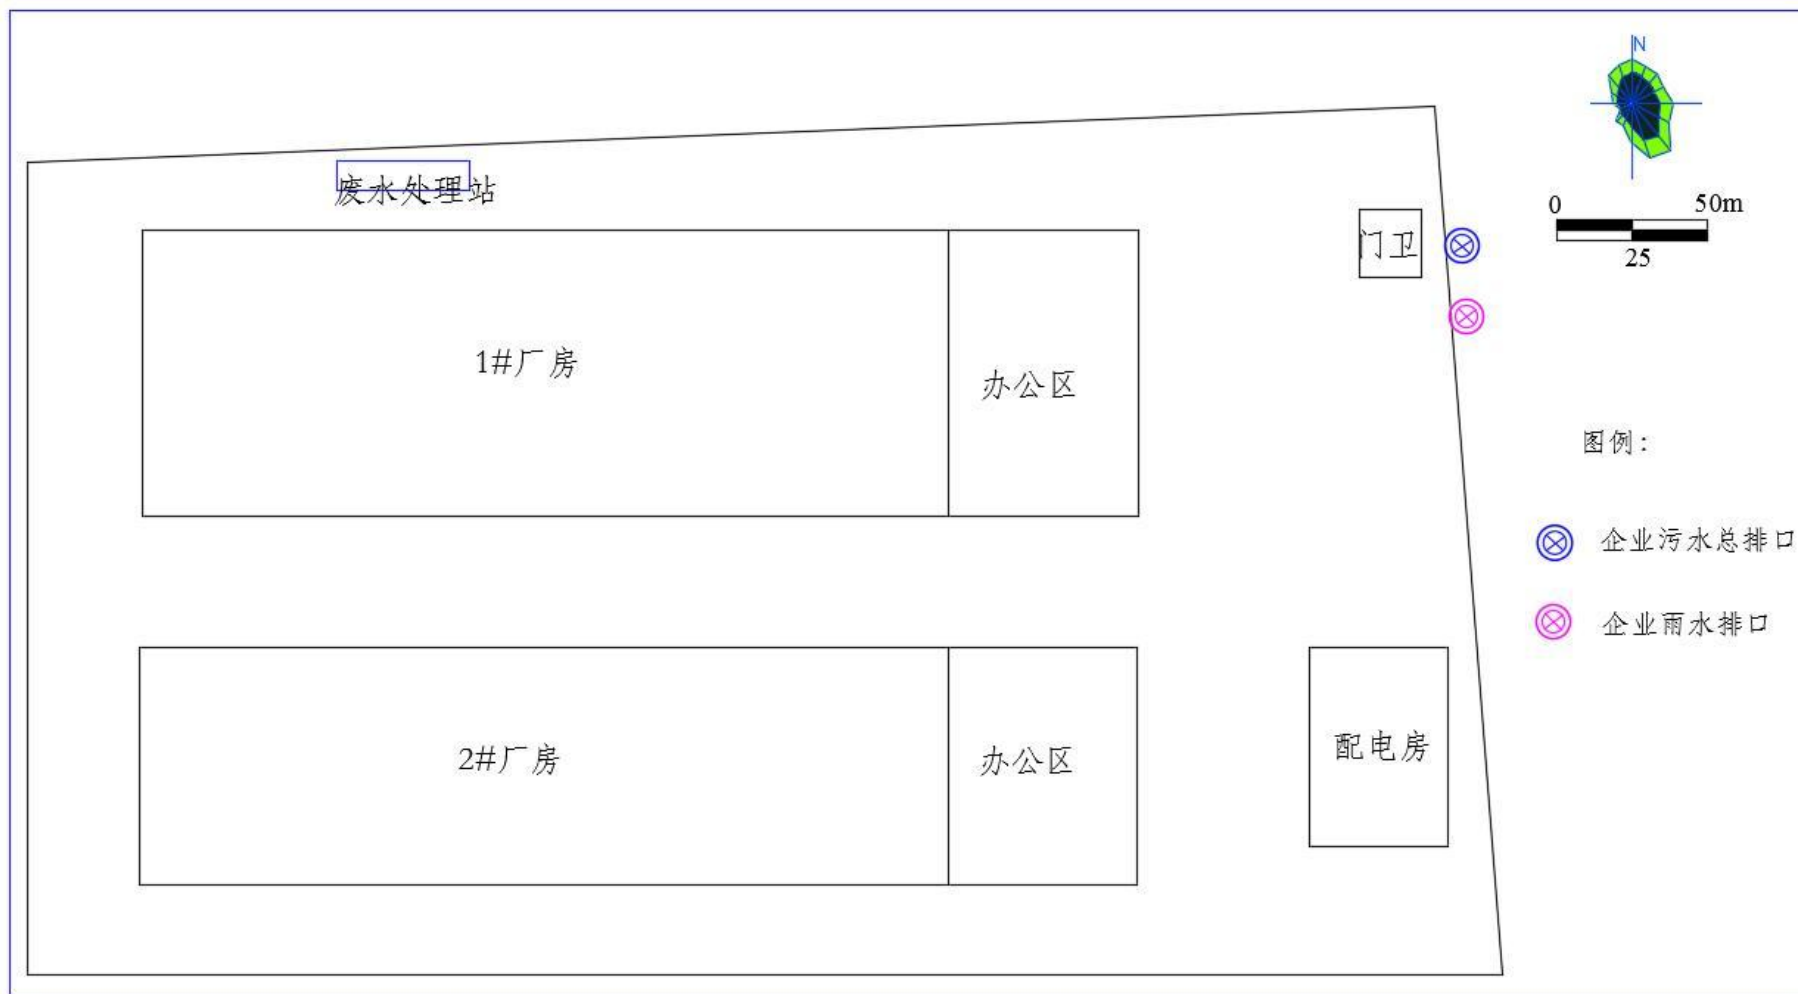 N
0 50m
25
废水处理站
门卫
1#厂房
办公区
图例：
企业污水总排口
企业雨水排口
2#厂房
办公区
配电房